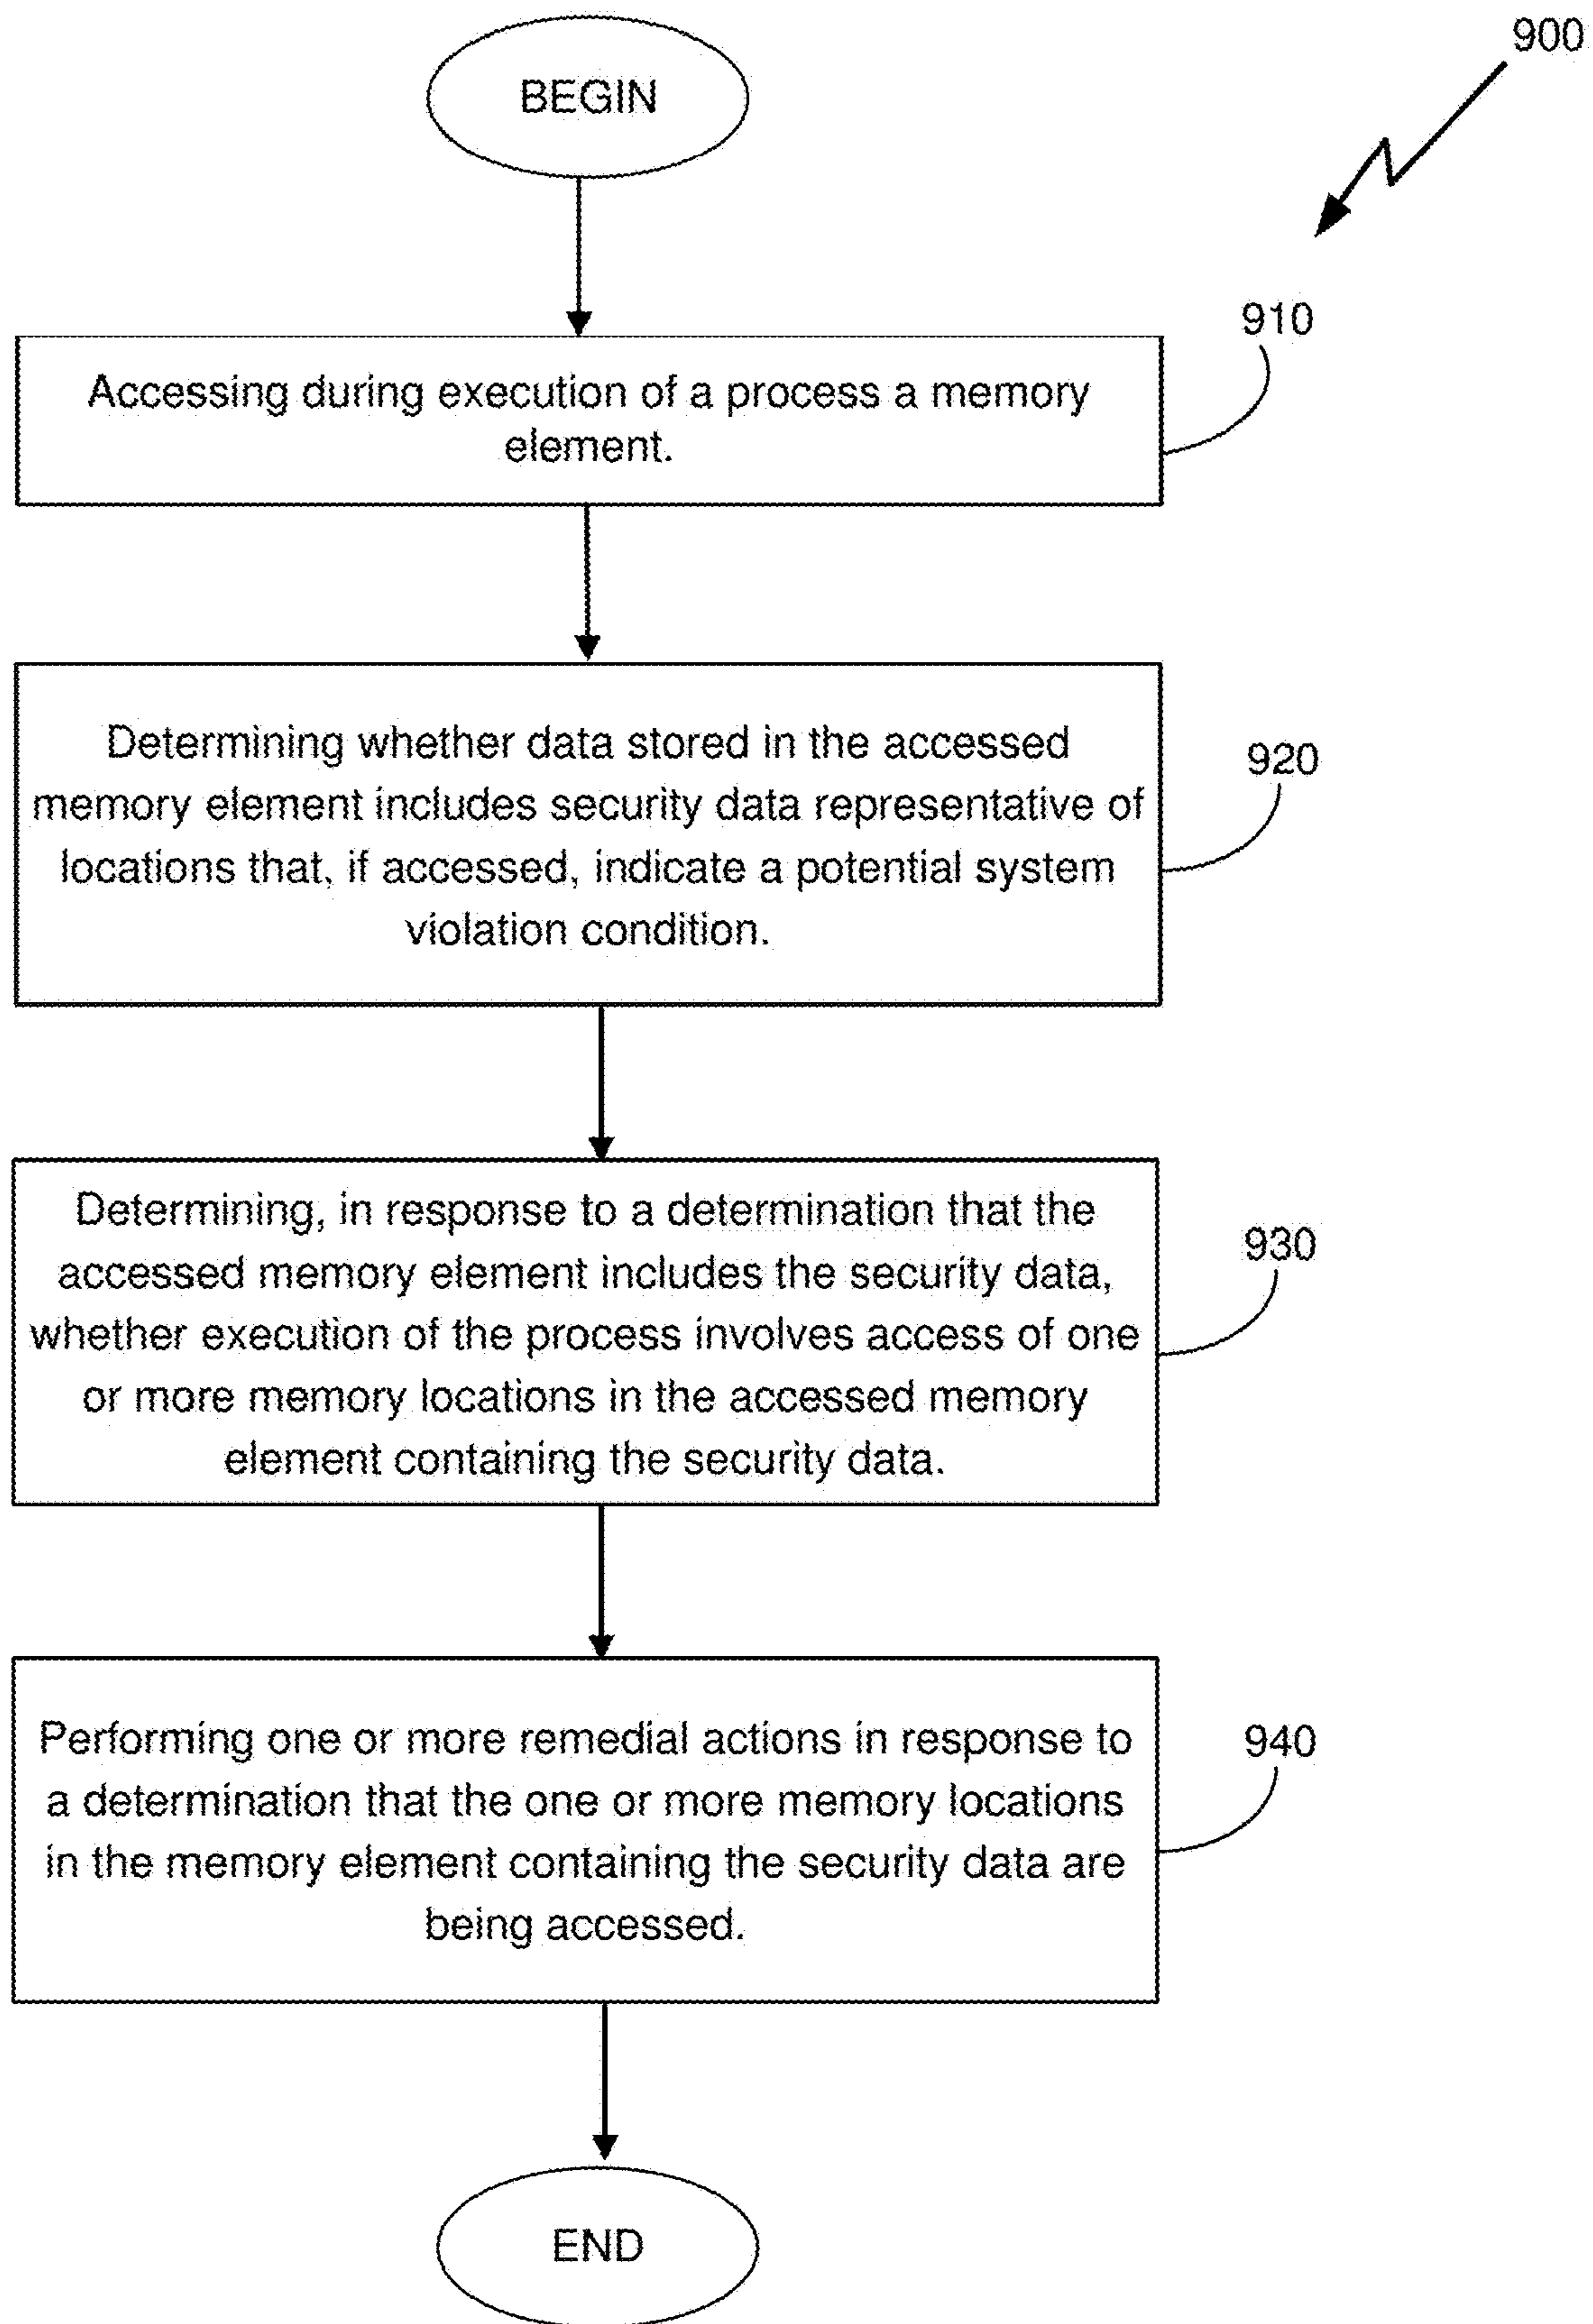 900
BEGIN
910
Accessing during execution of a process a memory
element.
Determining whether data stored in the accessed
memory element includes security data representative of
locations that, if accessed, indicate a potential system
violation condition.
920
Determining, in response to a determination that the
accessed memory element includes the security data,
whether execution of the process involves access of one
or more memory locations in the accessed memory
element containing the security data.
930
Performing one or more remedial actions in response to
a determination that the one or more memory locations
in the memory element containing the security data are
being accessed.
940
END